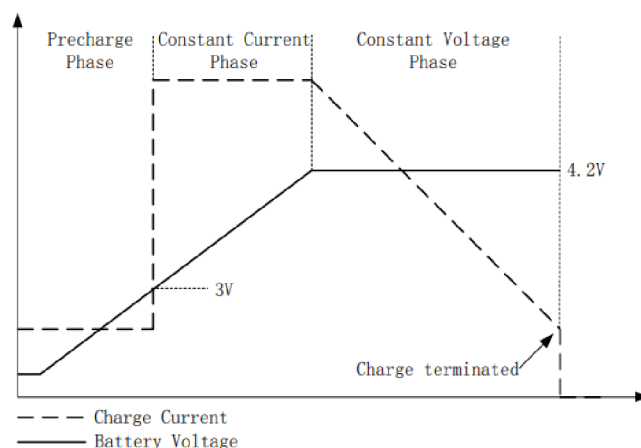 Precharge
Phase
Constant Current
Phase
Constant Voltage
Phase
4.2V
3V
Charge terminated
Charge Current
Battery Voltage